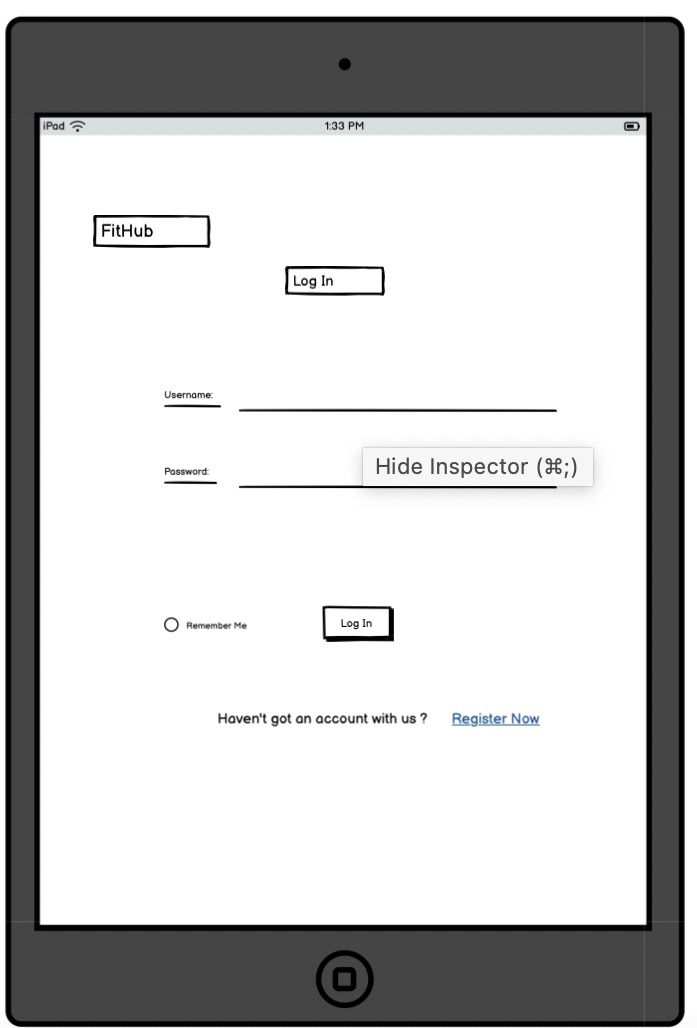 iPad 1:33 PM
FitHub
Log In
Username:
Password:
Hide Inspector (⌘;)
Remember Me Log In
Haven't got an account with us ? Register Now